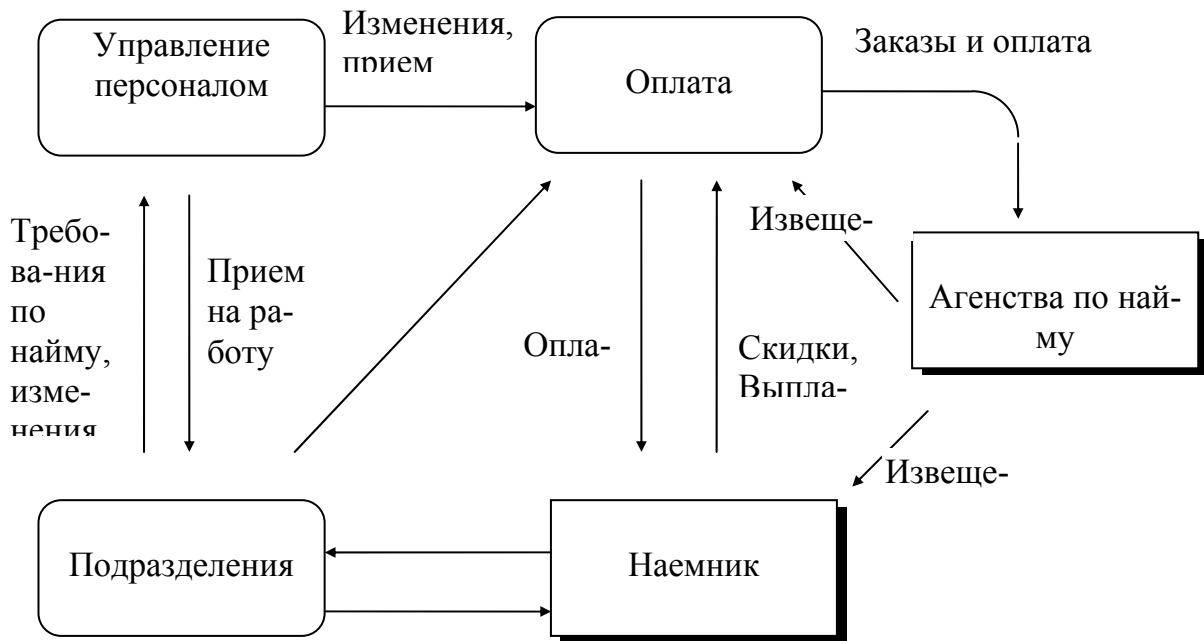 Управление
персоналом
Изменения,
прием
Оплата
Заказы и оплата
Требо-
ва-ния
по
найму,
изме-
нения
Прием
на ра-
боту
Извеще-
Агенства по най-
му
Опла-
Скидки,
Выпла-
Извеще-
Подразделения
Наемник